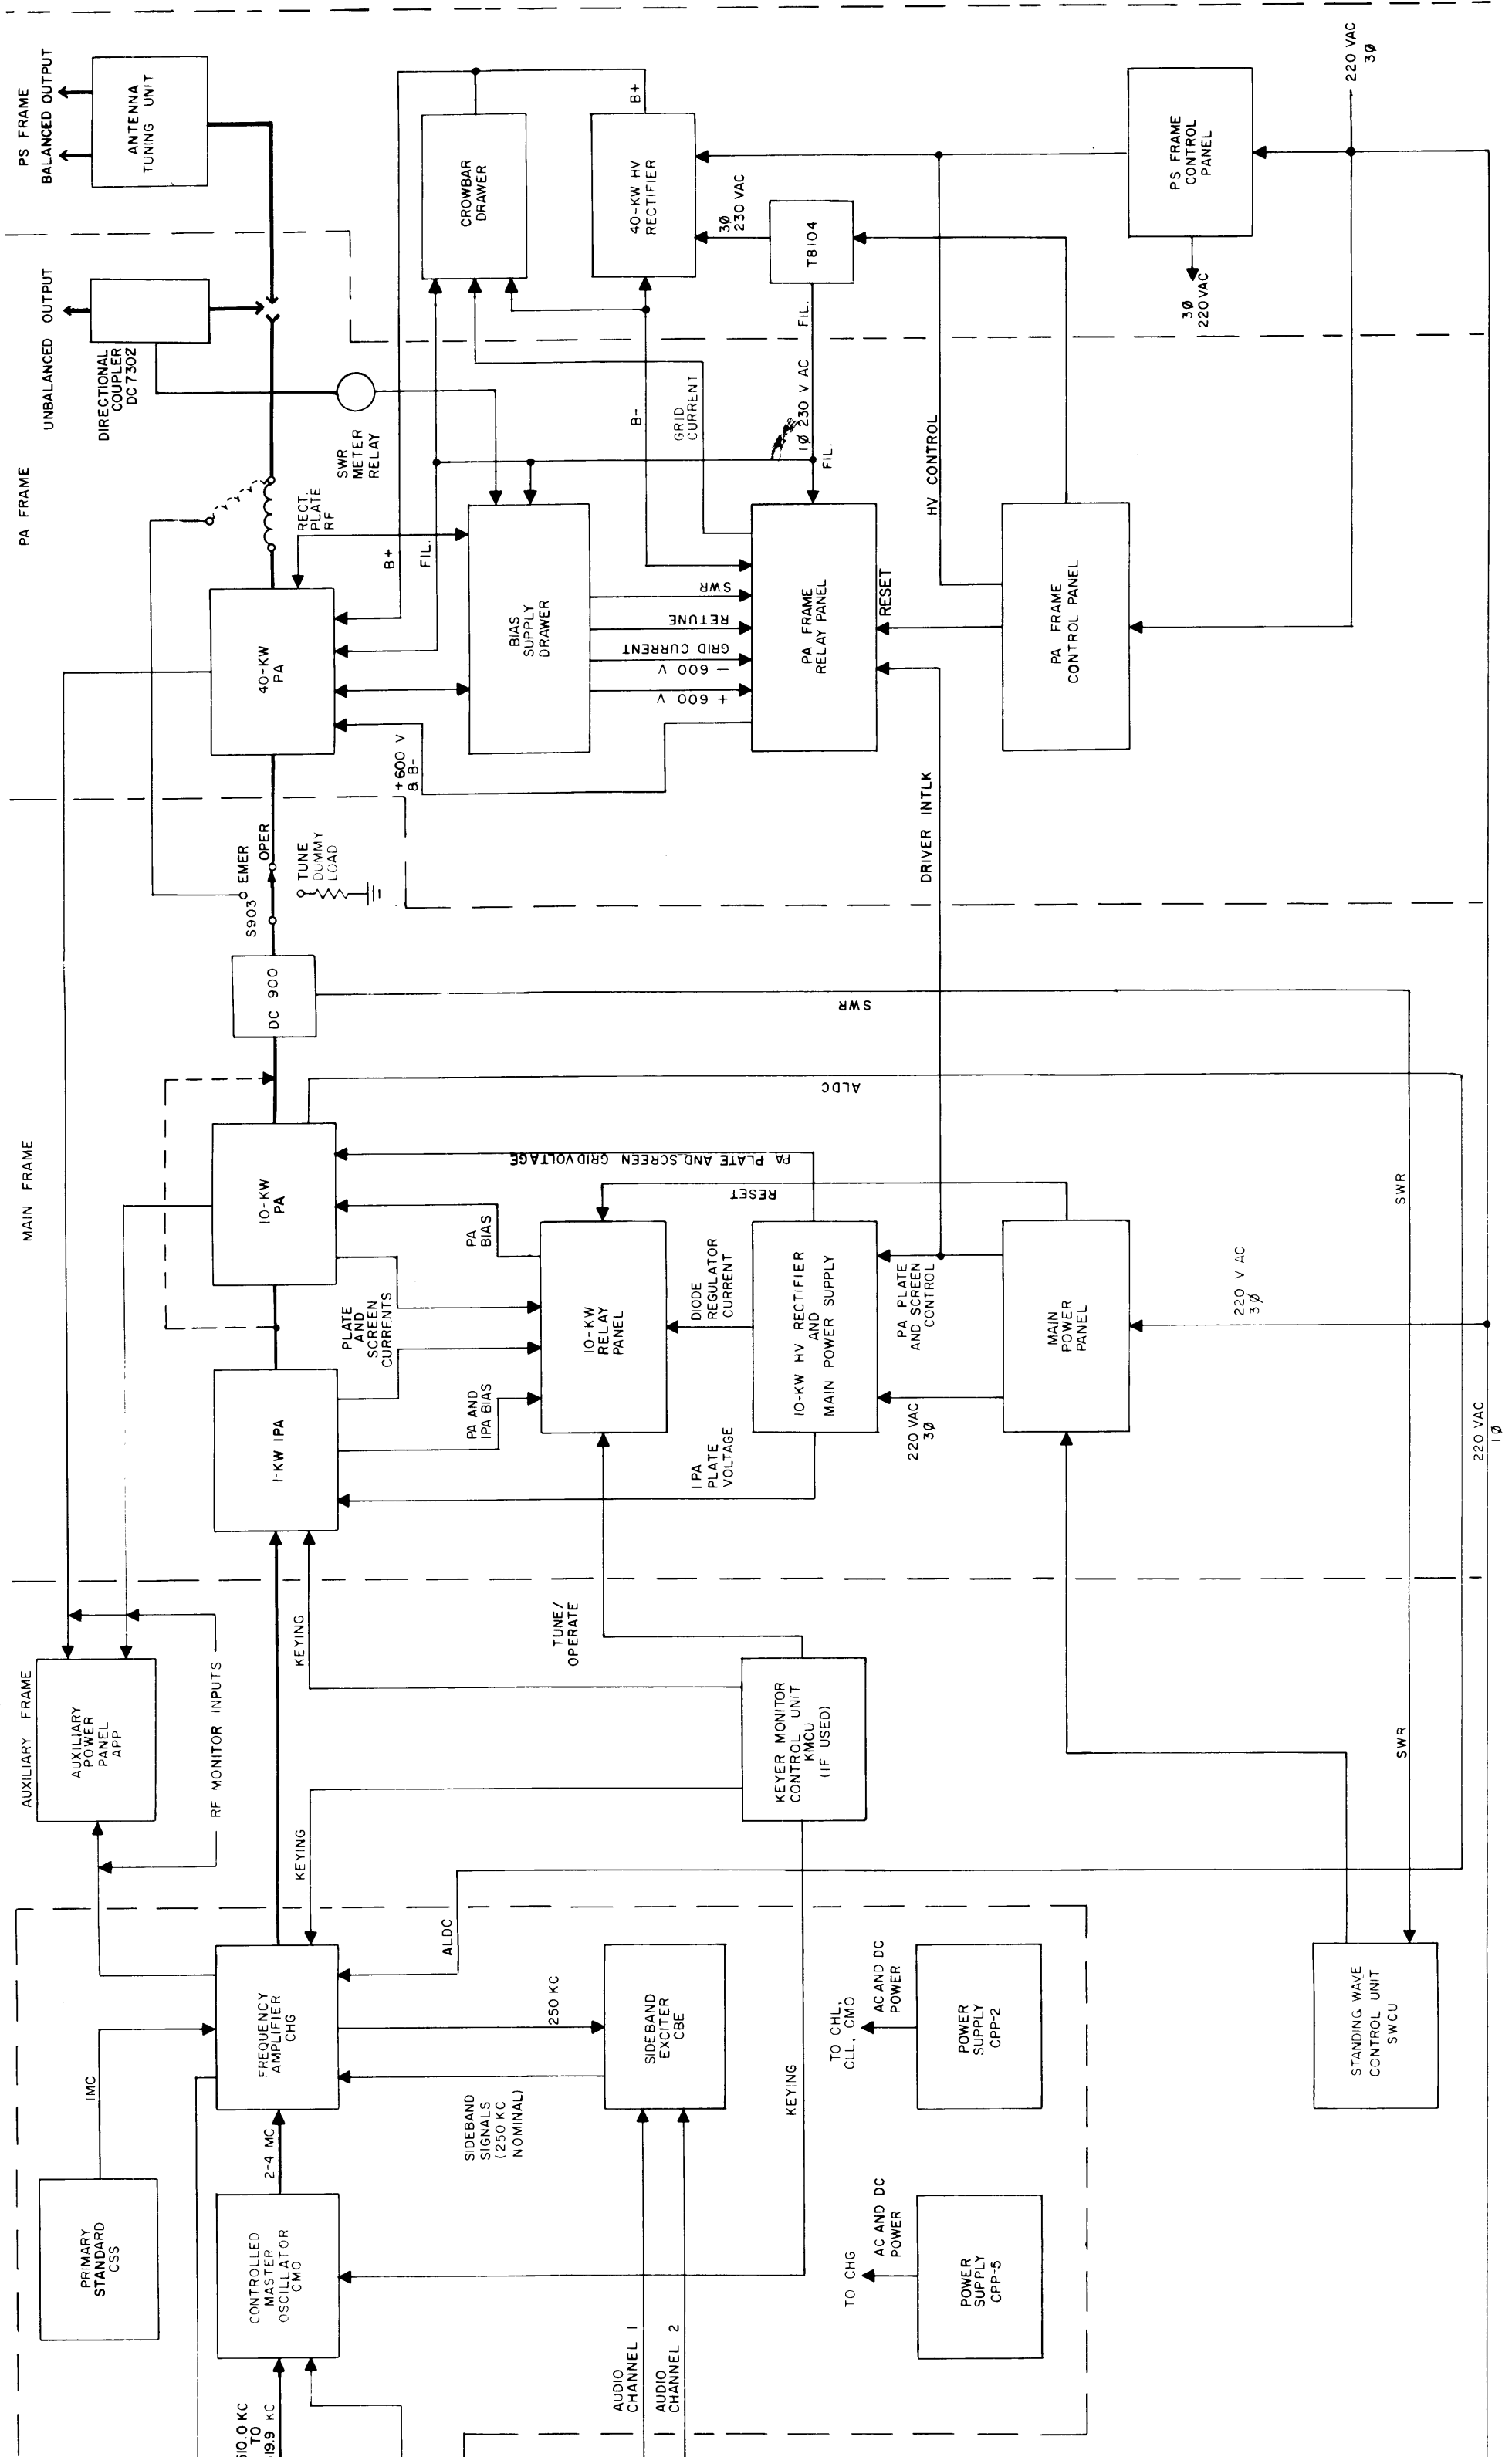 PS FRAME
BALANCED OUTPUT
ANTENNA
TUNING UNIT
UNBALANCED OUTPUT
DIRECTIONAL
COUPLER
DC 7302
PA FRAME
SWR
METER
RELAY
RECT.
PLATE
RF
40-KW
PA
CROWBAR
DRAWER
B+
40-KW HV
RECTIFIER
3Ø
230 VAC
T8104
FIL.
1Ø 230 V AC
FIL.
B-
GRID
CURRENT
B+
FIL.
BIAS
SUPPLY
DRAWER
SWR
RETUNE
GRID CURRENT
- 600 V
+ 600 V
PA FRAME
RELAY PANEL
RESET
+600 V
& B-
HV CONTROL
PA FRAME
CONTROL PANEL
PS FRAME
CONTROL
PANEL
3Ø
220 VAC
220 VAC
3Ø
DRIVER INTLK
EMER
OPER
S903
TUNE
DUMMY
LOAD
DC 900
SWR
MAIN FRAME
ALDC
10-KW
PA
PA PLATE AND SCREEN GRID VOLTAGE
RESET
PA
BIAS
PLATE
AND
SCREEN
CURRENTS
1-KW IPA
PA AND
IPA BIAS
10-KW
RELAY
PANEL
DIODE
REGULATOR
CURRENT
IPA
PLATE
VOLTAGE
10-KW HV RECTIFIER
AND
MAIN POWER SUPPLY
PA PLATE
AND SCREEN
CONTROL
220 VAC
3Ø
MAIN
POWER
PANEL
220 V AC
3Ø
SWR
220 VAC
1Ø
AUXILIARY FRAME
AUXILIARY
POWER
PANEL
APP
RF MONITOR INPUTS
KEYING
TUNE/
OPERATE
KEYER MONITOR
CONTROL UNIT
KMCU
(IF USED)
KEYING
ALDC
SWR
1MC
FREQUENCY
AMPLIFIER
CHG
250 KC
SIDEBAND
EXCITER
CBE
SIDEBAND
SIGNALS
(250 KC
NOMINAL)
TO CHL,
CLL, CMO
AC AND DC
POWER
POWER
SUPPLY
CPP-2
STANDING WAVE
CONTROL UNIT
SWCU
KEYING
PRIMARY
STANDARD
CSS
2-4 MC
CONTROLLED
MASTER
OSCILLATOR
CMO
TO CHG
AC AND DC
POWER
POWER
SUPPLY
CPP-5
AUDIO
CHANNEL 1
AUDIO
CHANNEL 2
510.0 KC
TO
19.9 KC